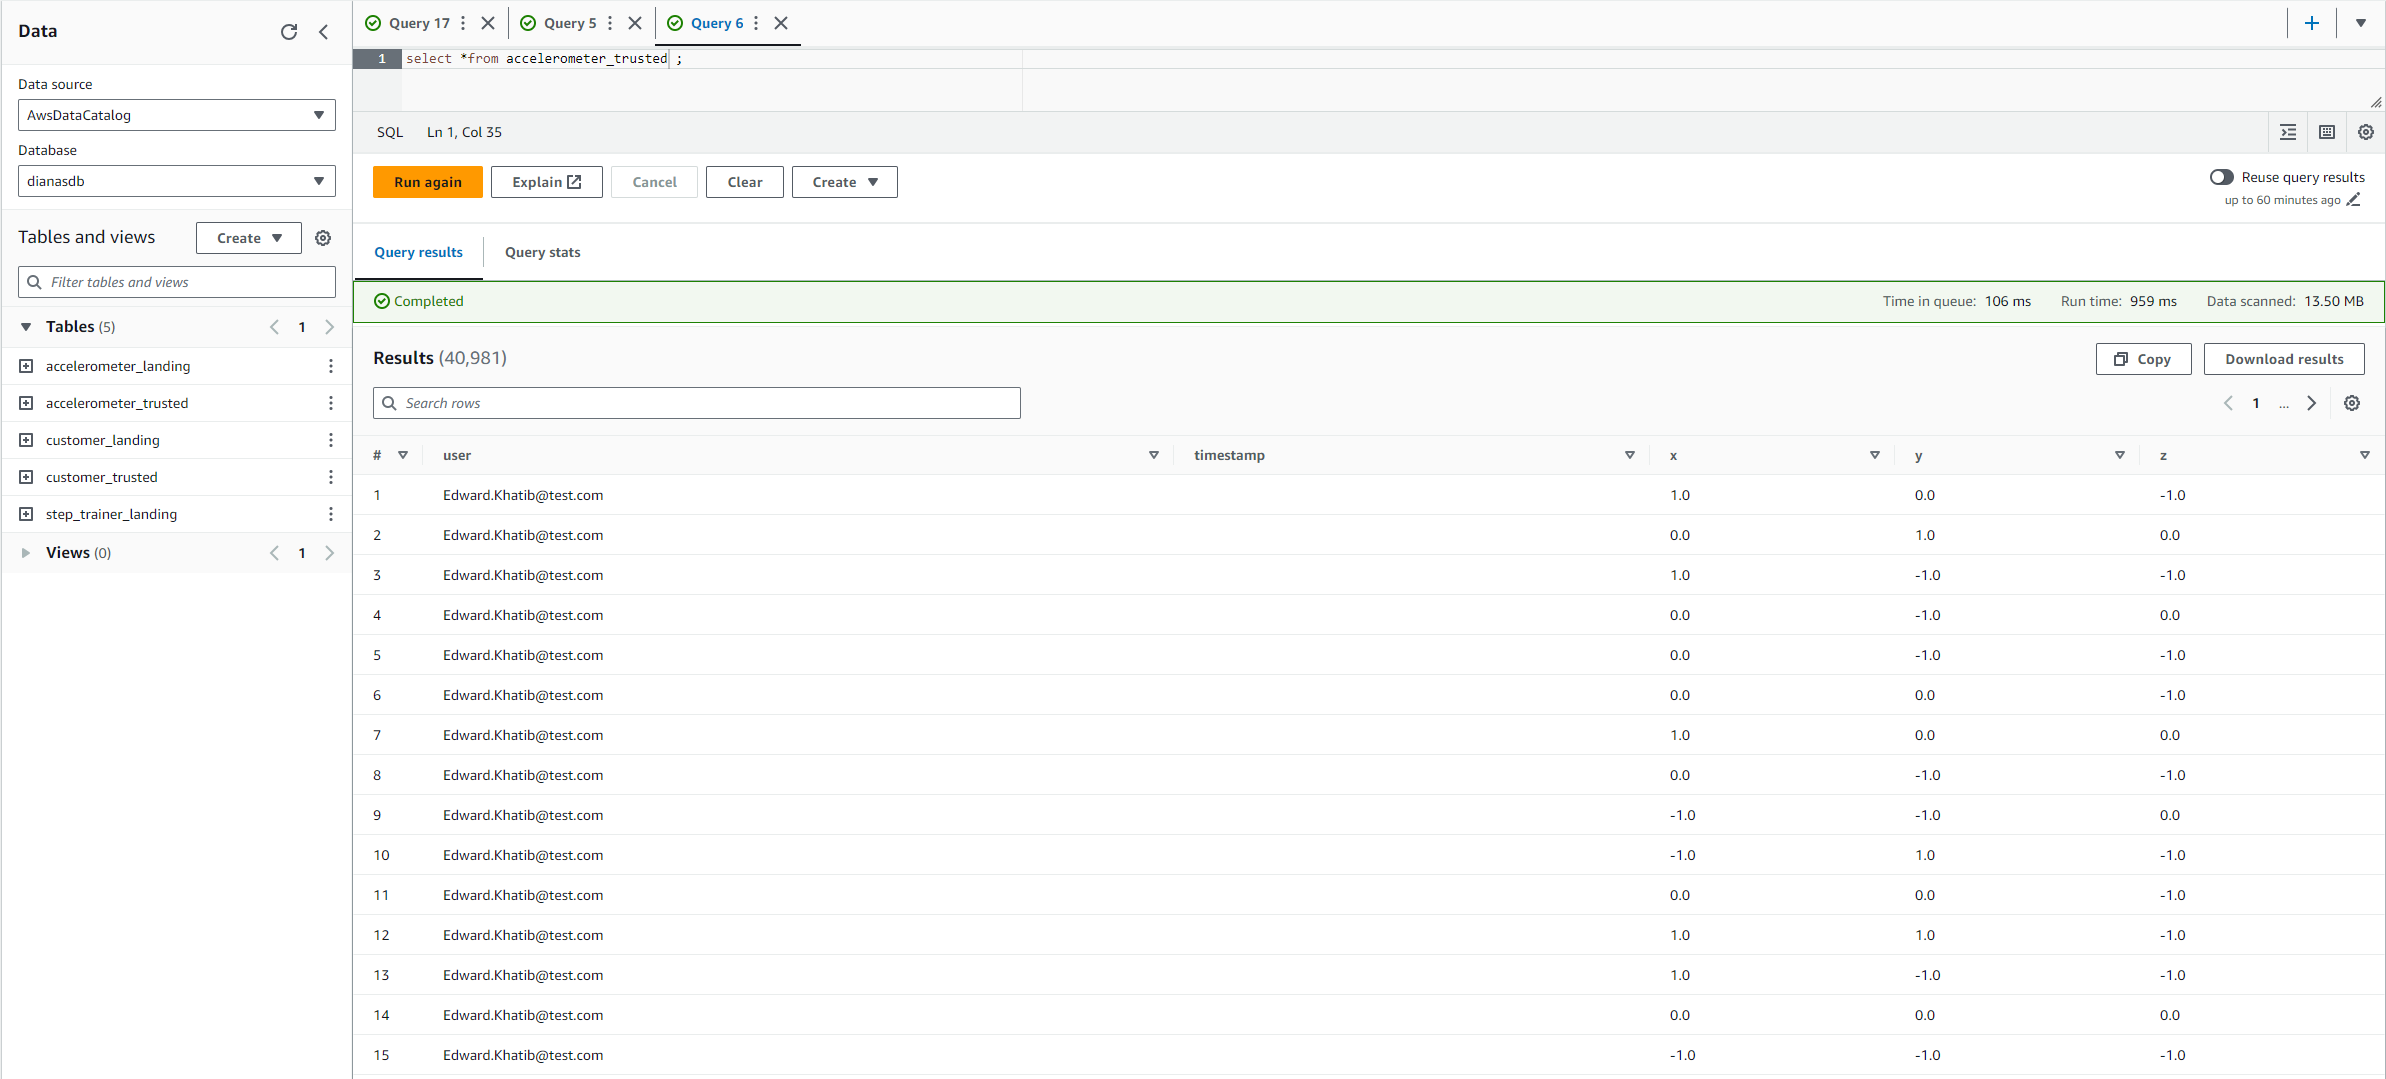 Data
Data source
AwsDataCatalog
Database
dianasdb
Tables and views
Create
Filter tables and views
Tables (5)
1
accelerometer_landing
accelerometer_trusted
customer_landing
customer_trusted
step_trainer_landing
Views (0)
1
Query 17
Query 5
Query 6
1 select *from accelerometer_trusted ;
SQL Ln 1, Col 35
Run again
Explain
Cancel
Clear
Create
Reuse query results
up to 60 minutes ago
Query results
Query stats
Completed
Time in queue: 106 ms Run time: 959 ms Data scanned: 13.50 MB
Results (40,981)
Copy
Download results
Search rows
1 ...
# user timestamp x y z
1 Edward.Khatib@test.com 1.0 0.0 -1.0
2 Edward.Khatib@test.com 0.0 1.0 0.0
3 Edward.Khatib@test.com 1.0 -1.0 -1.0
4 Edward.Khatib@test.com 0.0 -1.0 0.0
5 Edward.Khatib@test.com 0.0 -1.0 -1.0
6 Edward.Khatib@test.com 0.0 0.0 -1.0
7 Edward.Khatib@test.com 1.0 0.0 0.0
8 Edward.Khatib@test.com 0.0 -1.0 -1.0
9 Edward.Khatib@test.com -1.0 -1.0 0.0
10 Edward.Khatib@test.com -1.0 1.0 -1.0
11 Edward.Khatib@test.com 0.0 0.0 -1.0
12 Edward.Khatib@test.com 1.0 1.0 -1.0
13 Edward.Khatib@test.com 1.0 -1.0 -1.0
14 Edward.Khatib@test.com 0.0 0.0 0.0
15 Edward.Khatib@test.com -1.0 -1.0 -1.0